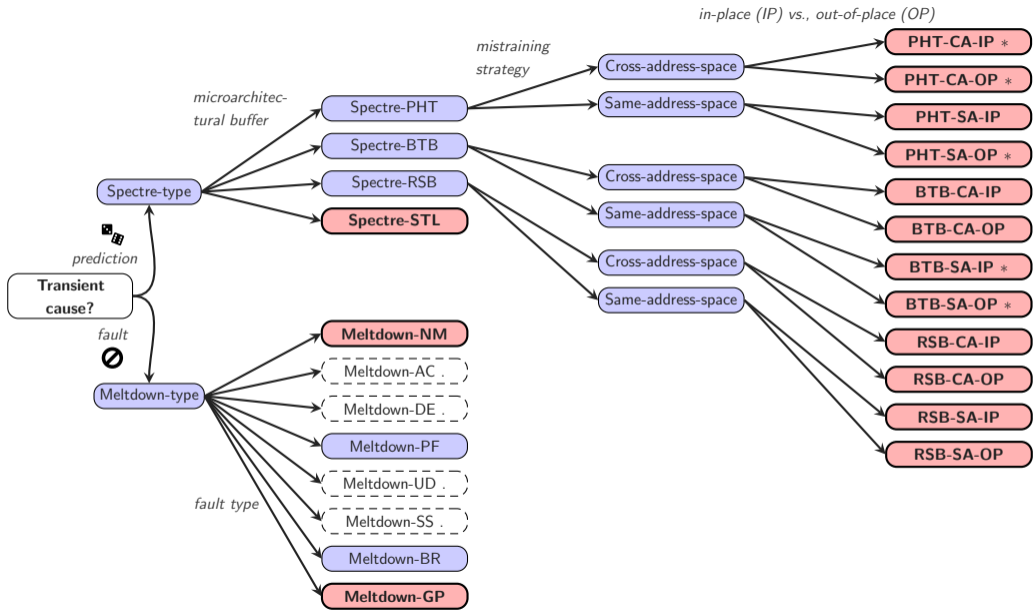 in-place (IP) vs., out-of-place (OP)
mistraining
strategy
microarchitec-
tural buffer
Transient
cause?
prediction
fault
Spectre-type
Meltdown-type
fault type
Spectre-PHT
Spectre-BTB
Spectre-RSB
Spectre-STL
Meltdown-NM
Meltdown-AC .
Meltdown-DE .
Meltdown-PF
Meltdown-UD .
Meltdown-SS .
Meltdown-BR
Meltdown-GP
Cross-address-space
Same-address-space
Cross-address-space
Same-address-space
Cross-address-space
Same-address-space
PHT-CA-IP *
PHT-CA-OP *
PHT-SA-IP
PHT-SA-OP *
BTB-CA-IP
BTB-CA-OP
BTB-SA-IP *
BTB-SA-OP *
RSB-CA-IP
RSB-CA-OP
RSB-SA-IP
RSB-SA-OP